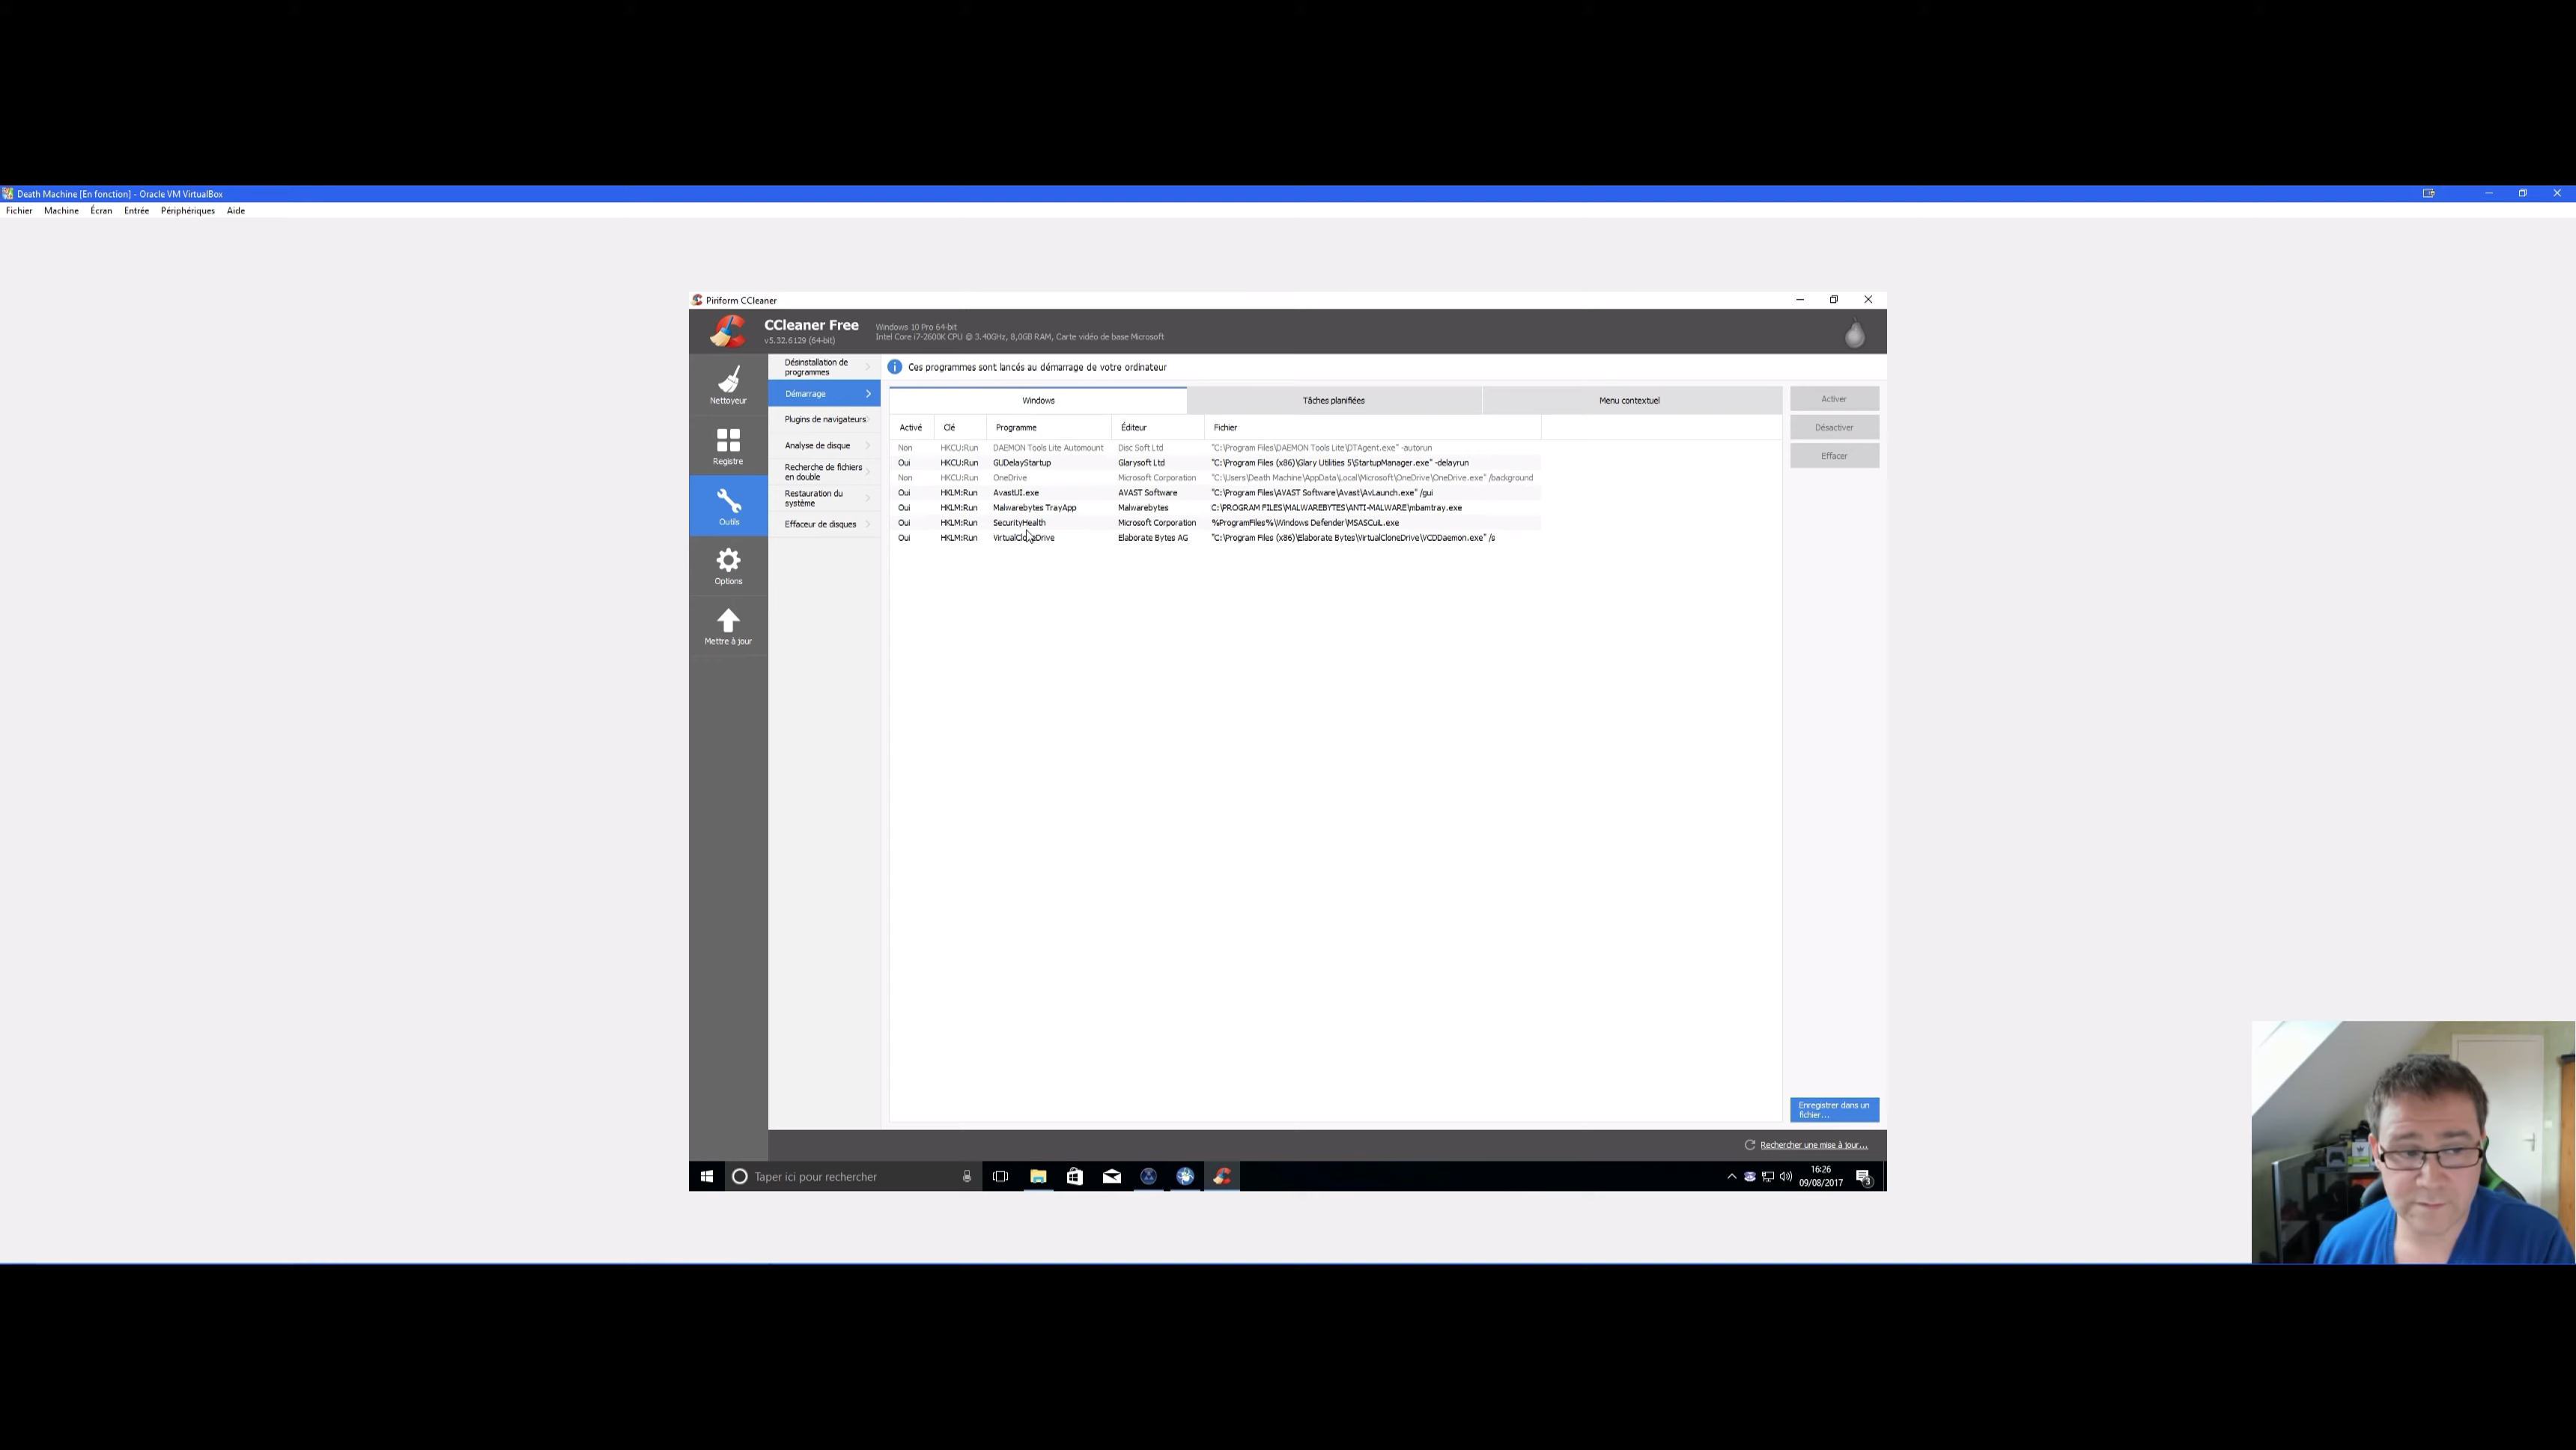 Death Machine [En fonction] - Oracle VM VirtualBox
Fichier Machine Écran Entrée Périphériques Aide
Piriform CCleaner
CCleaner Free
v5.32.6129 (64-bit)
Windows 10 Pro 64-bit
Intel Core i7-2600K CPU @ 3.40GHz, 8,0GB RAM, Carte vidéo de base Microsoft
Nettoyeur
Registre
Outils
Options
Mettre à jour
Désinstallation de
programmes
Démarrage
Plugins de navigateurs
Analyse de disque
Recherche de fichiers
en double
Restauration du
système
Effaceur de disques
Ces programmes sont lancés au démarrage de votre ordinateur
Windows Tâches planifiées Menu contextuel
Activé Clé Programme Éditeur Fichier
Non HKCU:Run DAEMON Tools Lite Automount Disc Soft Ltd "C:\Program Files\DAEMON Tools Lite\DTAgent.exe" -autorun
Oui HKCU:Run GUDelayStartup Glarysoft Ltd "C:\Program Files (x86)\Glary Utilities 5\StartupManager.exe" -delayrun
Non HKCU:Run OneDrive Microsoft Corporation "C:\Users\Death Machine\AppData\Local\Microsoft\OneDrive\OneDrive.exe" /background
Oui HKLM:Run AvastUI.exe AVAST Software "C:\Program Files\AVAST Software\Avast\AvLaunch.exe" /gui
Oui HKLM:Run Malwarebytes TrayApp Malwarebytes C:\PROGRAM FILES\MALWAREBYTES\ANTI-MALWARE\mbamtray.exe
Oui HKLM:Run SecurityHealth Microsoft Corporation %ProgramFiles%\Windows Defender\MSASCuiL.exe
Oui HKLM:Run VirtualCloneDrive Elaborate Bytes AG "C:\Program Files (x86)\Elaborate Bytes\VirtualCloneDrive\VCDDaemon.exe" /s
Activer
Désactiver
Effacer
Enregistrer dans un
fichier...
Rechercher une mise à jour...
Taper ici pour rechercher
16:26
09/08/2017
3